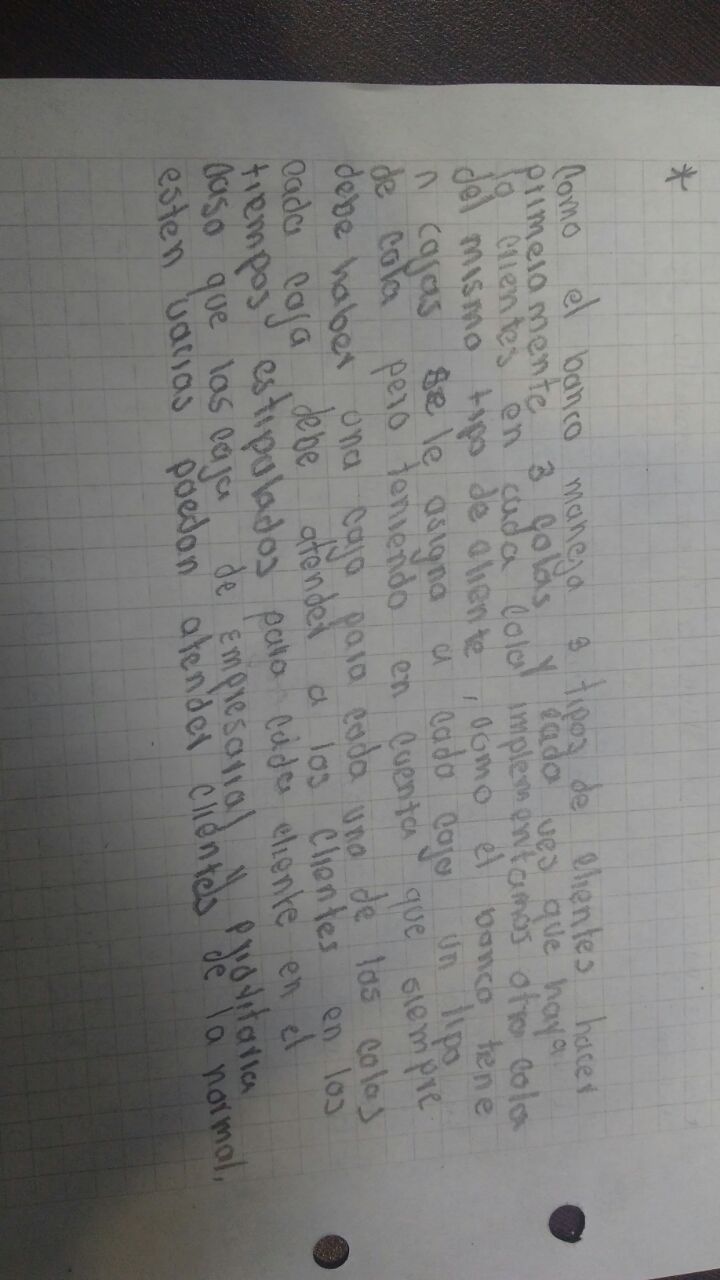 *
Como el banco maneja 3 tipos de clientes hacer
primeramente 3 colas y cada ves que haya
10 clientes en cada cola implementamos otra cola
del mismo tipo de cliente, como el banco tene
n cajas se le asigna a cada caja un tipo
de cola pero teniendo en cuenta que siempre
debe haber una caja para cada una de las colas
cada caja debe atender a los clientes en los
tiempos estipulados para cada cliente en el
caso que las caja de empresarial y prioritaria
esten vacias puedan atender clientes de la normal,